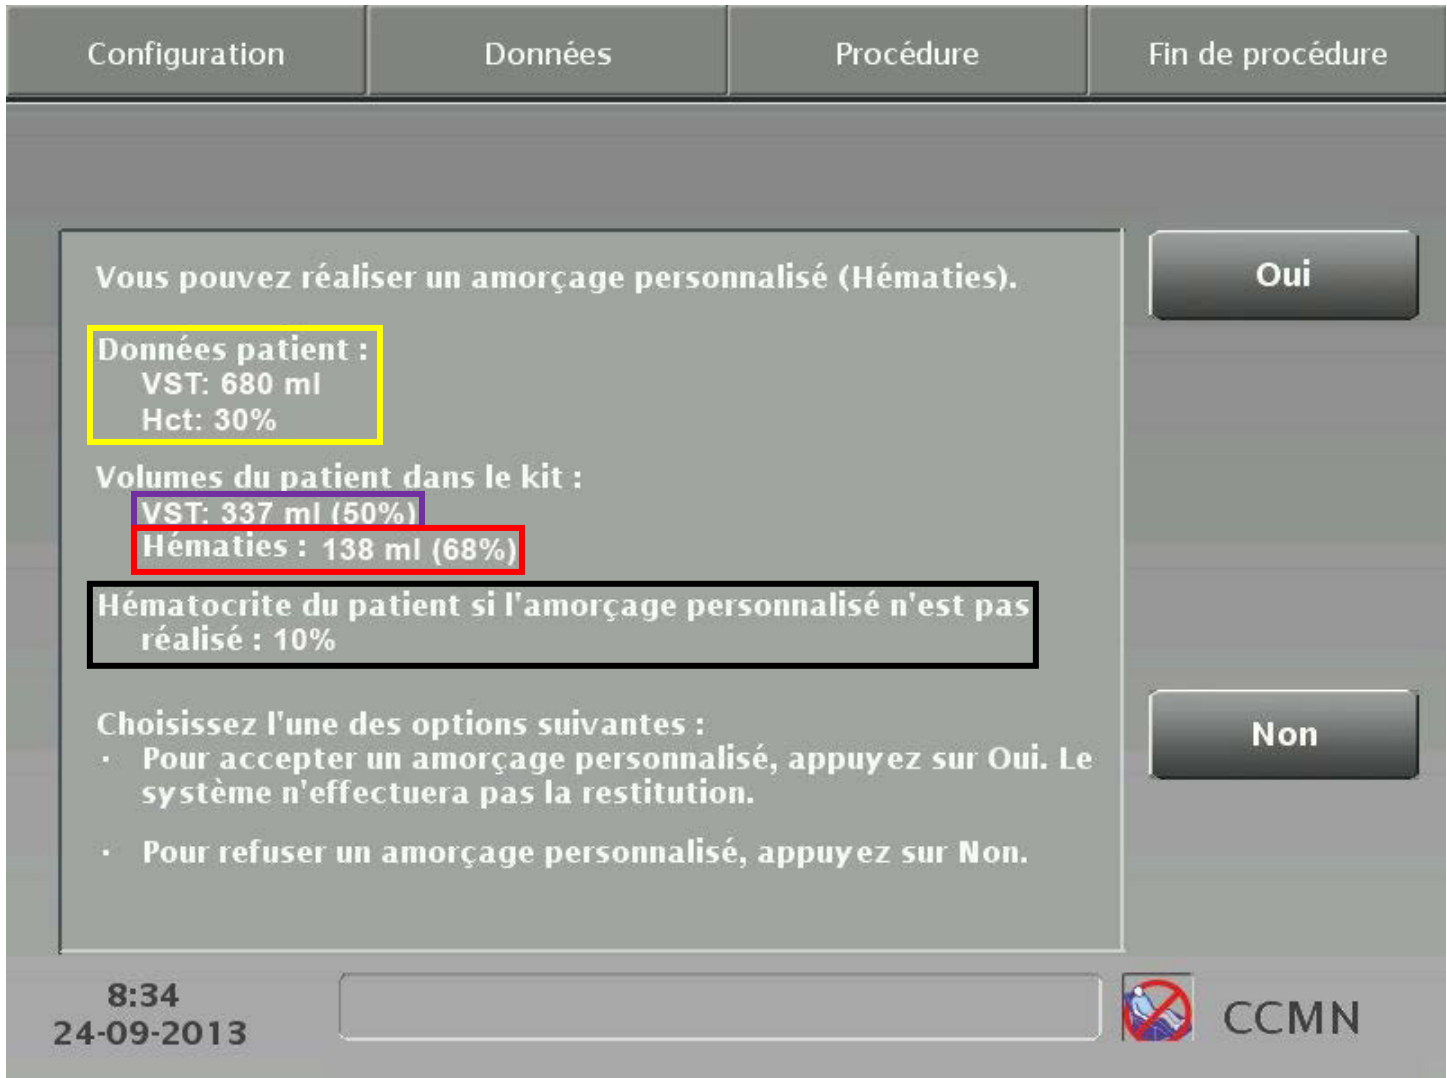 Configuration
Données
Procédure
Fin de procédure
Vous pouvez réaliser un amorçage personnalisé (Hématies).
Oui
Données patient :
VST: 680 ml
Hct: 30%
Volumes du patient dans le kit :
VST: 337 ml (50%)
Hématies : 138 ml (68%)
Hématocrite du patient si l'amorçage personnalisé n'est pas
réalisé : 10%
Choisissez l'une des options suivantes :
· Pour accepter un amorçage personnalisé, appuyez sur Oui. Le
système n'effectuera pas la restitution.
Non
· Pour refuser un amorçage personnalisé, appuyez sur Non.
8:34
24-09-2013
CCMN